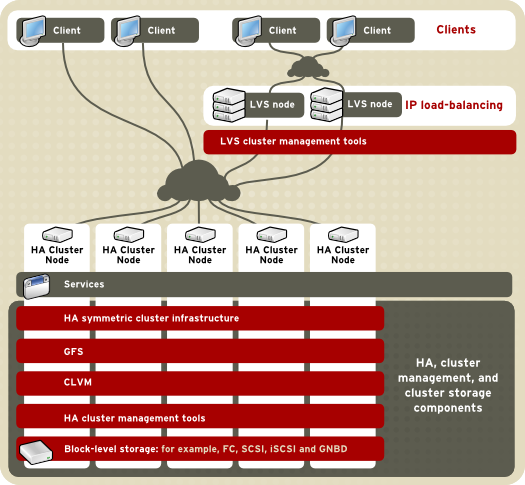 Client
Client
Client
Client
Clients
LVS node
LVS node
IP load-balancing
LVS cluster management tools
HA Cluster
Node
HA Cluster
Node
HA Cluster
Node
HA Cluster
Node
HA Cluster
Node
Services
HA symmetric cluster infrastructure
GFS
CLVM
HA cluster management tools
Block-level storage: for example, FC, SCSI, iSCSI and GNBD
HA, cluster
management, and
cluster storage
components